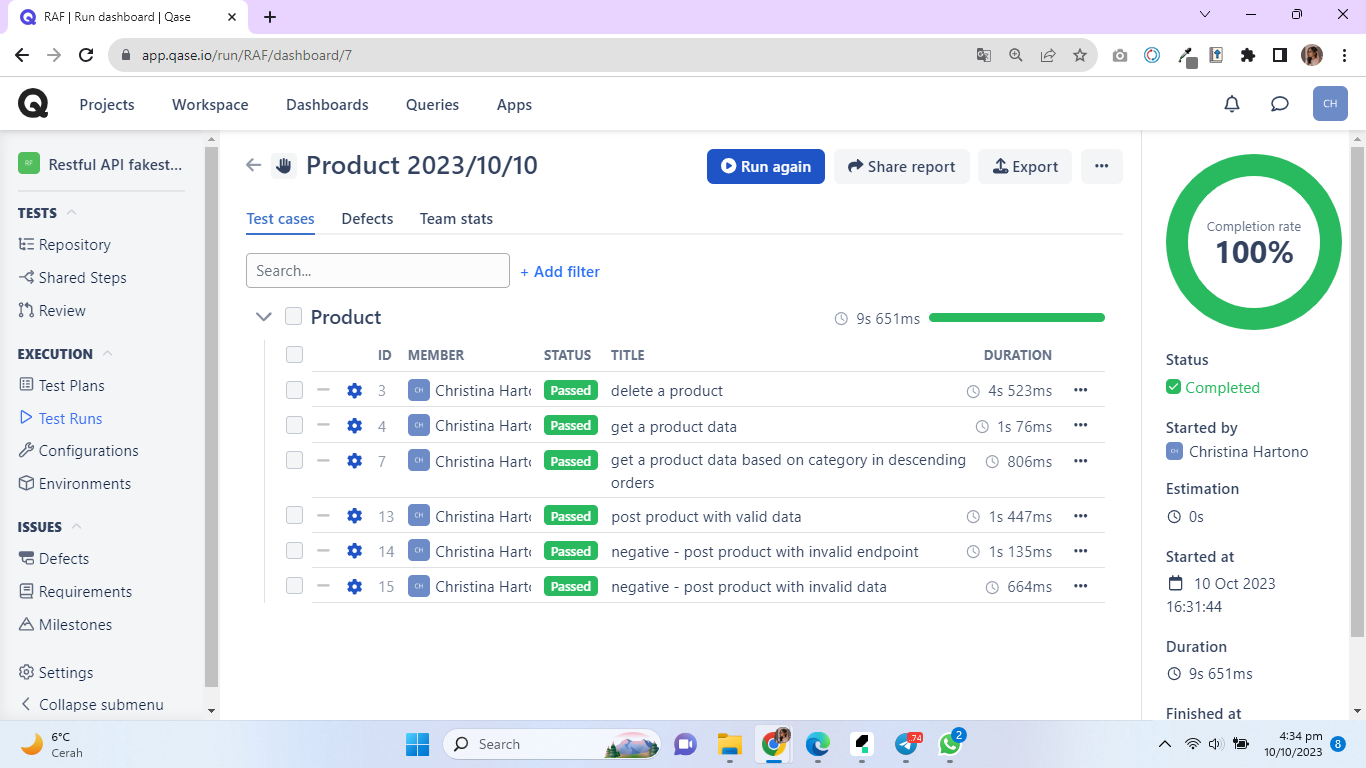 RAF | Run dashboard | Qase
app.qase.io/run/RAF/dashboard/7
Projects Workspace Dashboards Queries Apps CH
RF Restful API fakest...
TESTS
Repository
Shared Steps
Review
EXECUTION
Test Plans
Test Runs
Configurations
Environments
ISSUES
Defects
Requirements
Milestones
Settings
Collapse submenu
Product 2023/10/10
Run again Share report Export
Test cases Defects Team stats
Search... + Add filter
Product 9s 651ms
ID MEMBER STATUS TITLE DURATION
3 CH Christina Harto Passed delete a product 4s 523ms
4 CH Christina Harto Passed get a product data 1s 76ms
7 CH Christina Harto Passed get a product data based on category in descending 806ms
orders
13 CH Christina Harto Passed post product with valid data 1s 447ms
14 CH Christina Harto Passed negative - post product with invalid endpoint 1s 135ms
15 CH Christina Harto Passed negative - post product with invalid data 664ms
Completion rate
100%
Status
Completed
Started by
CH Christina Hartono
Estimation
0s
Started at
10 Oct 2023
16:31:44
Duration
9s 651ms
Finished at
6°C
Cerah
Search
74
2
4:34 pm
10/10/2023
8